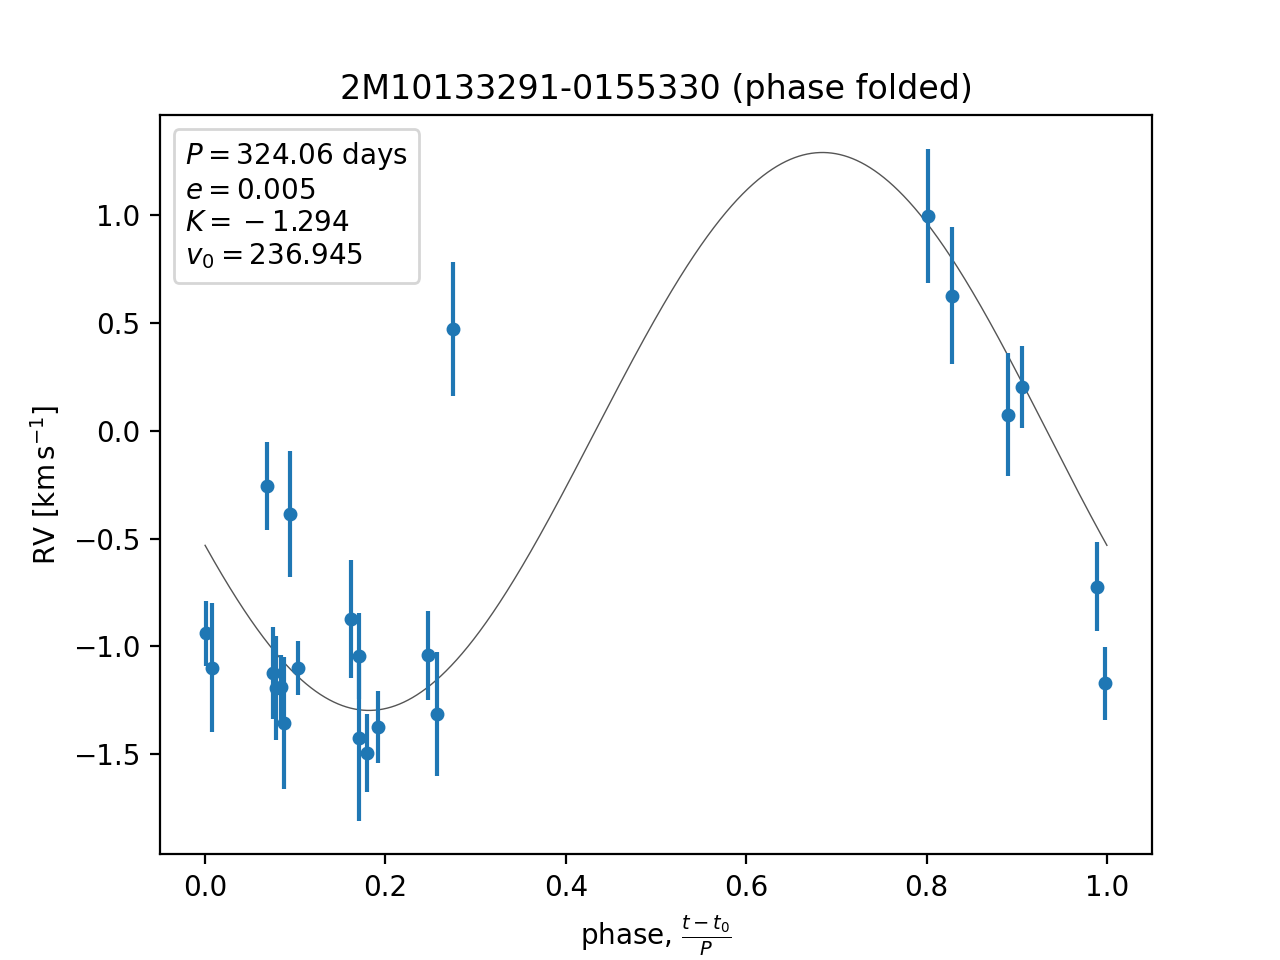 2M10133291-0155330 (phase folded)
P = 324.06 days
e = 0.005
K = −1.294
v₀ = 236.945
1.0
0.5
0.0
−0.5
−1.0
−1.5
RV [km s⁻¹]
0.0 0.2 0.4 0.6 0.8 1.0
phase, (t − t₀)/P